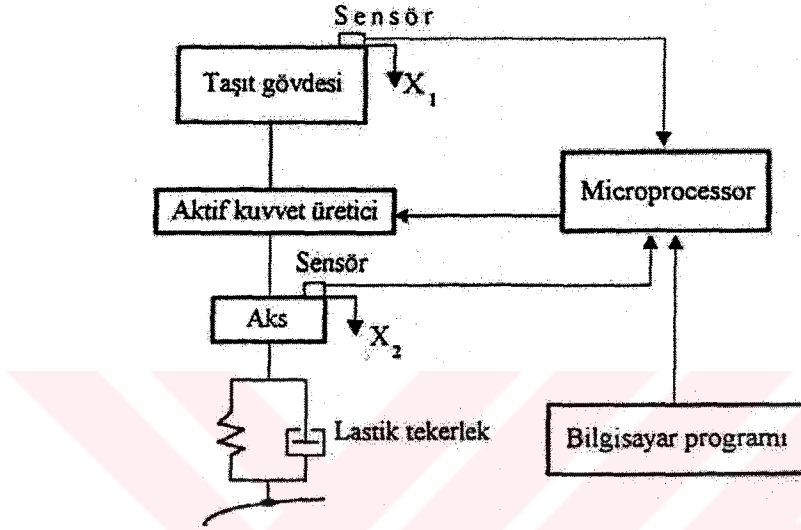 Sensör
Taşıt gövdesi
X1
Aktif kuvvet üretici
Microprocessor
Sensör
Aks
X2
Lastik tekerlek
Bilgisayar programı